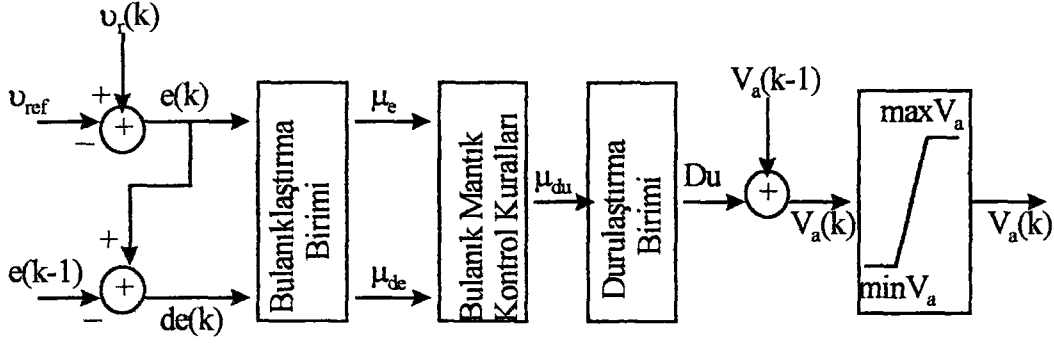 υr(k)
+
e(k)
υref
+
−
+
e(k-1)
+
−
de(k)
Bulanıklaştırma
Birimi
μe
μde
Bulanık Mantık
Kontrol Kuralları
μdu
Durulaştırma
Birimi
Du
Va(k-1)
+
Va(k)
maxVa
minVa
Va(k)